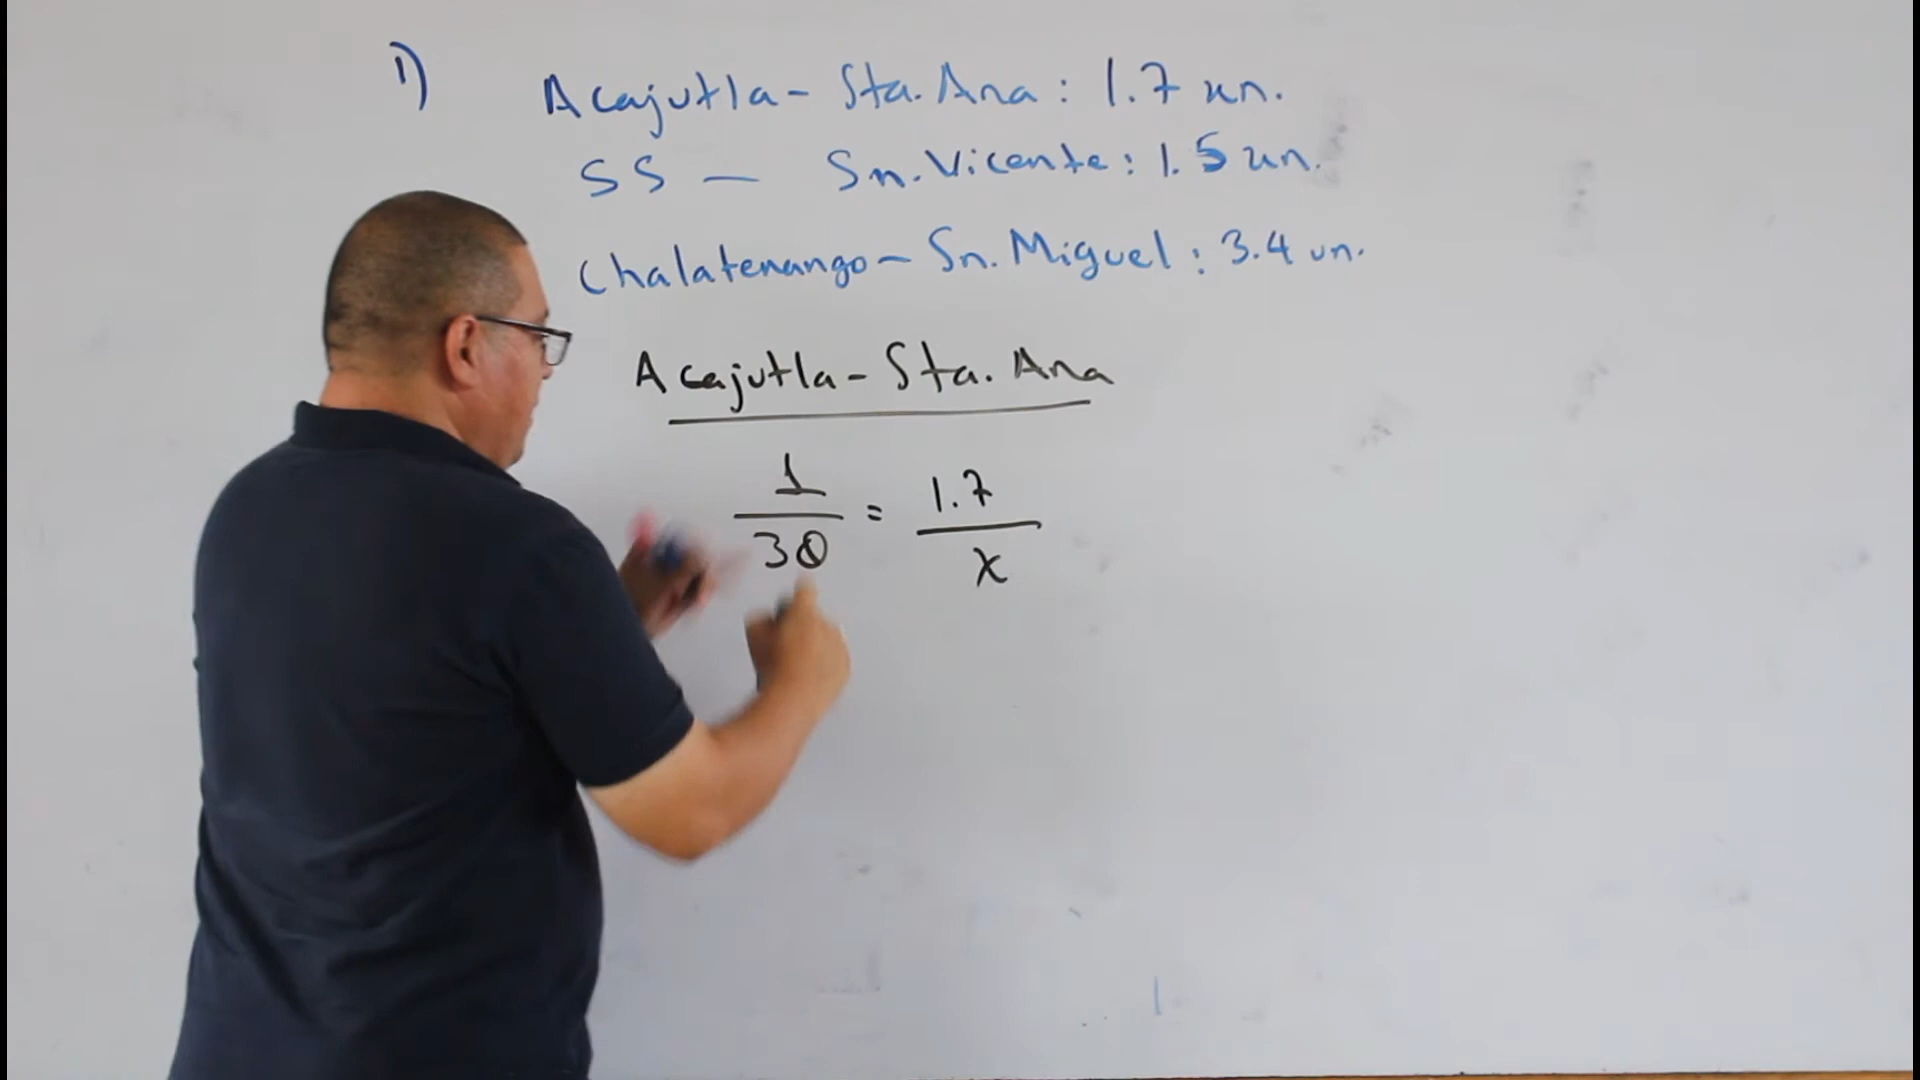 1) Acajutla - Sta. Ana : 1.7 un.
SS - Sn. Vicente : 1.5 un.
Chalatenango - Sn. Miguel : 3.4 un.
Acajutla - Sta. Ana
1/30 = 1.7/x